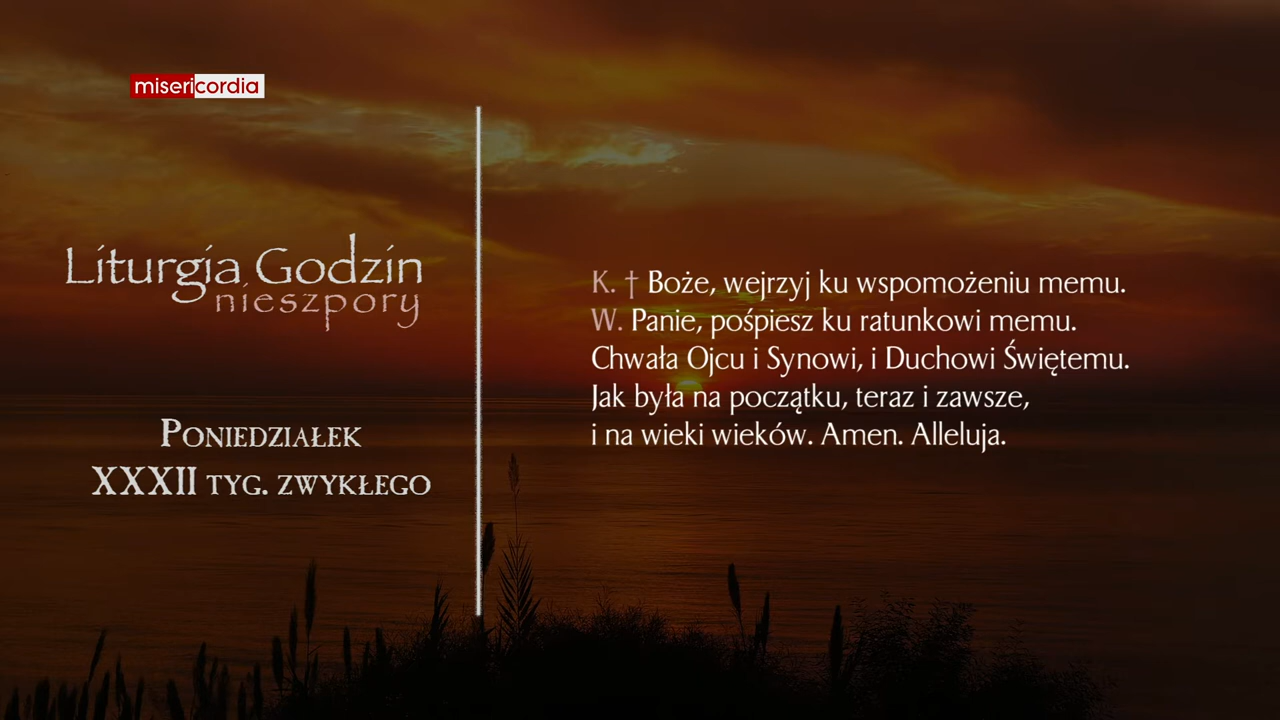 misericordia
Liturgia Godzin
nieszpory
Poniedziałek
XXXII tyg. zwykłego
K. † Boże, wejrzyj ku wspomożeniu memu.
W. Panie, pośpiesz ku ratunkowi memu.
Chwała Ojcu i Synowi, i Duchowi Świętemu.
Jak była na początku, teraz i zawsze,
i na wieki wieków. Amen. Alleluja.